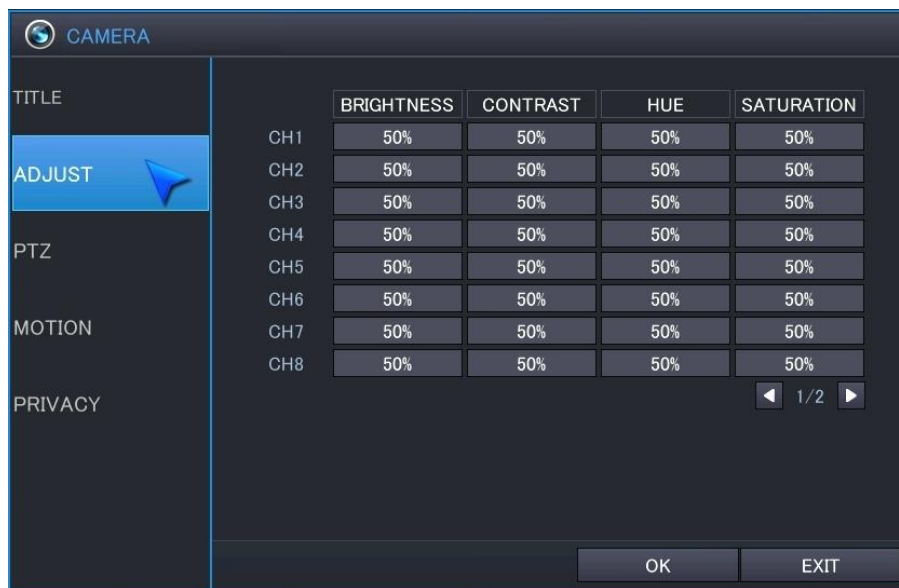 CAMERA
TITLE
ADJUST
PTZ
MOTION
PRIVACY
BRIGHTNESS CONTRAST HUE SATURATION
CH1 50% 50% 50% 50%
CH2 50% 50% 50% 50%
CH3 50% 50% 50% 50%
CH4 50% 50% 50% 50%
CH5 50% 50% 50% 50%
CH6 50% 50% 50% 50%
CH7 50% 50% 50% 50%
CH8 50% 50% 50% 50%
1/2
OK EXIT